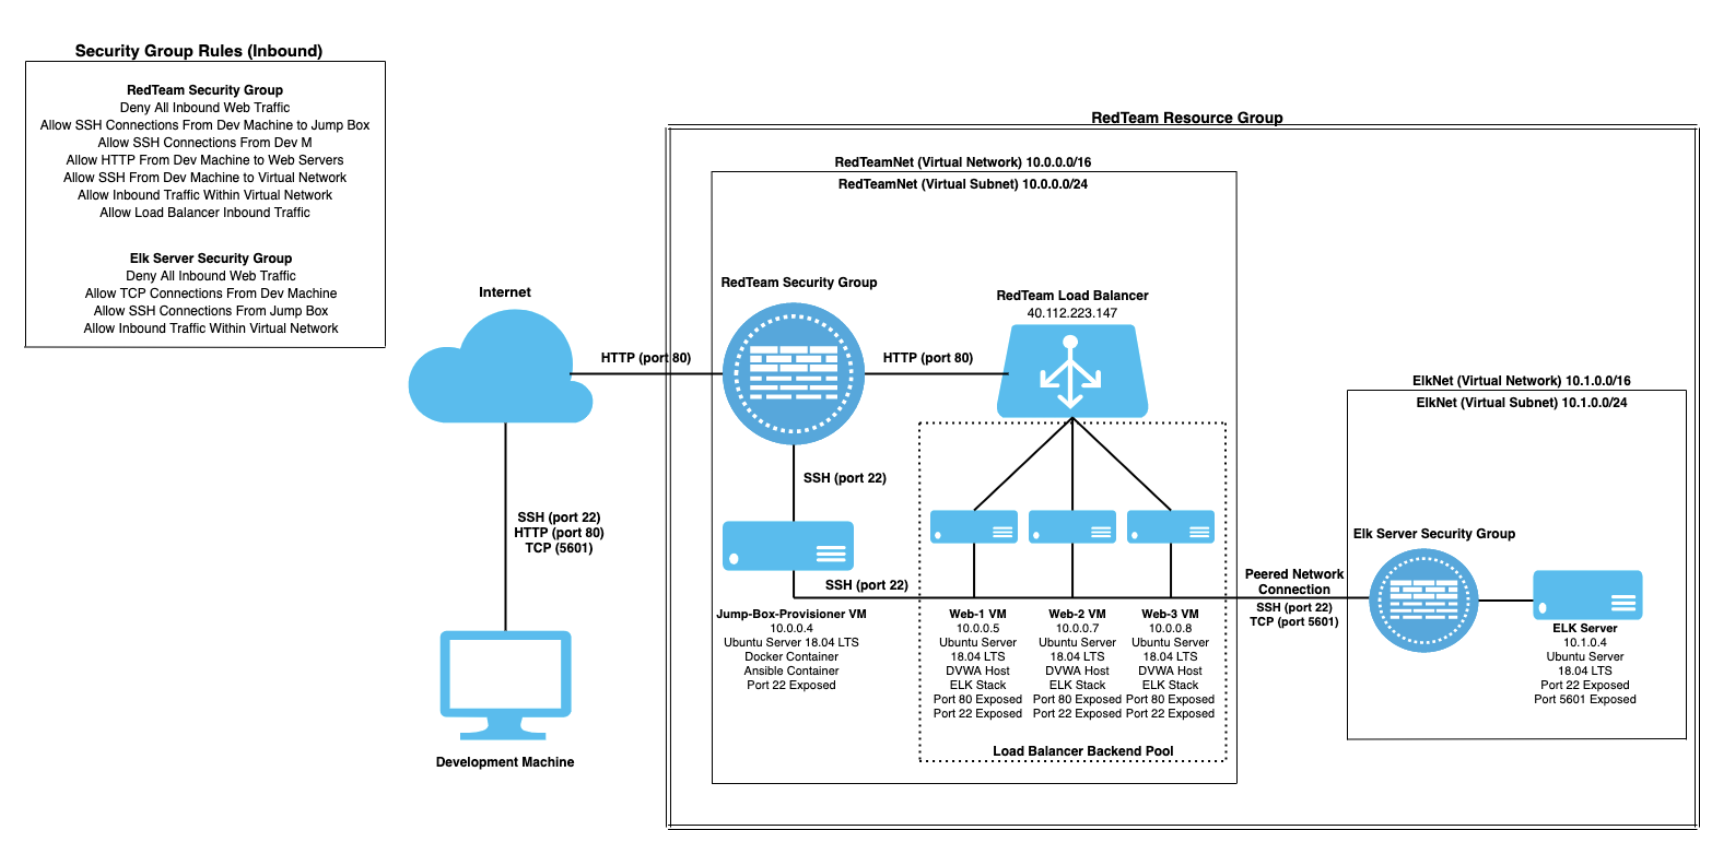 Security Group Rules (Inbound)
RedTeam Security Group
Deny All Inbound Web Traffic
Allow SSH Connections From Dev Machine to Jump Box
Allow SSH Connections From Dev M
Allow HTTP From Dev Machine to Web Servers
Allow SSH From Dev Machine to Virtual Network
Allow Inbound Traffic Within Virtual Network
Allow Load Balancer Inbound Traffic
Elk Server Security Group
Deny All Inbound Web Traffic
Allow TCP Connections From Dev Machine
Allow SSH Connections From Jump Box
Allow Inbound Traffic Within Virtual Network
Internet
SSH (port 22)
HTTP (port 80)
TCP (5601)
Development Machine
HTTP (port 80)
RedTeam Resource Group
RedTeamNet (Virtual Network) 10.0.0.0/16
RedTeamNet (Virtual Subnet) 10.0.0.0/24
RedTeam Security Group
HTTP (port 80)
RedTeam Load Balancer
40.112.223.147
SSH (port 22)
SSH (port 22)
Jump-Box-Provisioner VM
10.0.0.4
Ubuntu Server 18.04 LTS
Docker Container
Ansible Container
Port 22 Exposed
Web-1 VM
10.0.0.5
Ubuntu Server
18.04 LTS
DVWA Host
ELK Stack
Port 80 Exposed
Port 22 Exposed
Web-2 VM
10.0.0.7
Ubuntu Server
18.04 LTS
DVWA Host
ELK Stack
Port 80 Exposed
Port 22 Exposed
Web-3 VM
10.0.0.8
Ubuntu Server
18.04 LTS
DVWA Host
ELK Stack
Port 80 Exposed
Port 22 Exposed
Load Balancer Backend Pool
Peered Network
Connection
SSH (port 22)
TCP (port 5601)
ElkNet (Virtual Network) 10.1.0.0/16
ElkNet (Virtual Subnet) 10.1.0.0/24
Elk Server Security Group
ELK Server
10.1.0.4
Ubuntu Server
18.04 LTS
Port 22 Exposed
Port 5601 Exposed